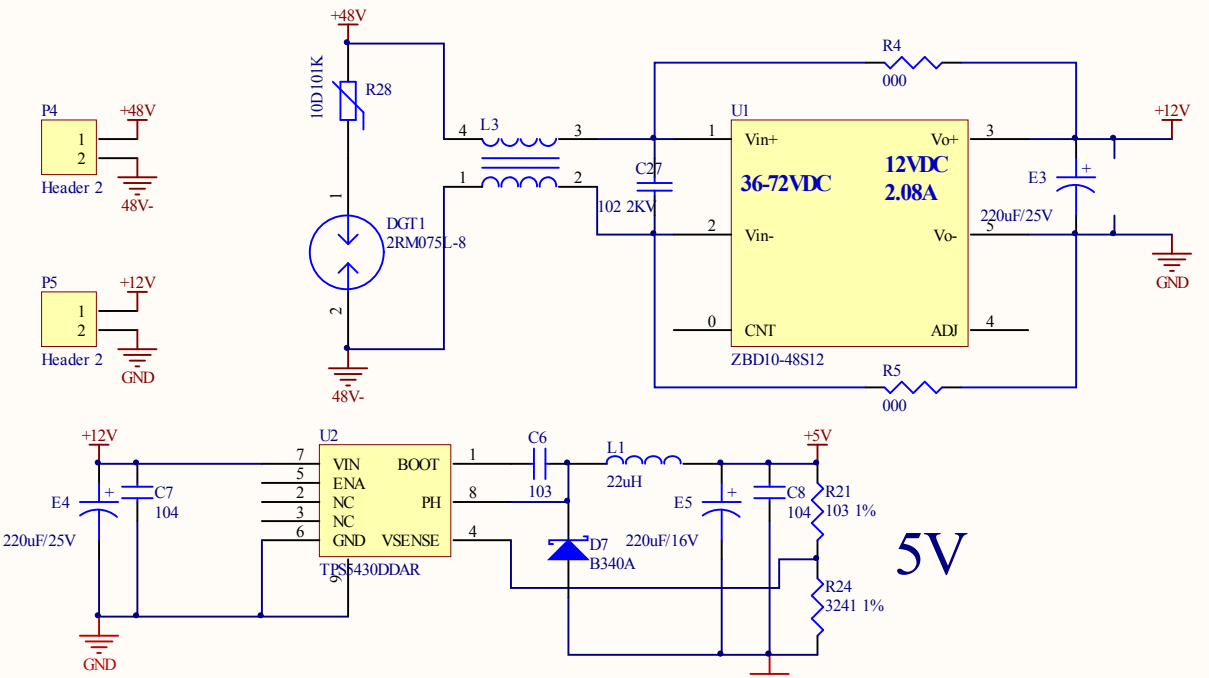 +48V
10D101K
R28
R4
000
P4
+48V
1
2
Header 2
48V-
L3
4
3
1
2
C27
102 2KV
U1
1
Vin+
Vo+
3
+12V
36-72VDC
12VDC
2.08A
E3
+
220uF/25V
2
Vin-
Vo-
5
GND
1
DGT1
2RM075L-8
2
P5
+12V
1
2
Header 2
GND
0
CNT
ADJ
4
ZBD10-48S12
48V-
R5
000
+12V
U2
C6
L1
+5V
7
VIN
BOOT
1
103
22uH
5
ENA
2
NC
PH
8
3
NC
6
GND
VSENSE
4
9
TPS5430DDAR
E4
+
C7
104
220uF/25V
GND
D7
B340A
E5
+
220uF/16V
C8
104
R21
103 1%
R24
3241 1%
5V